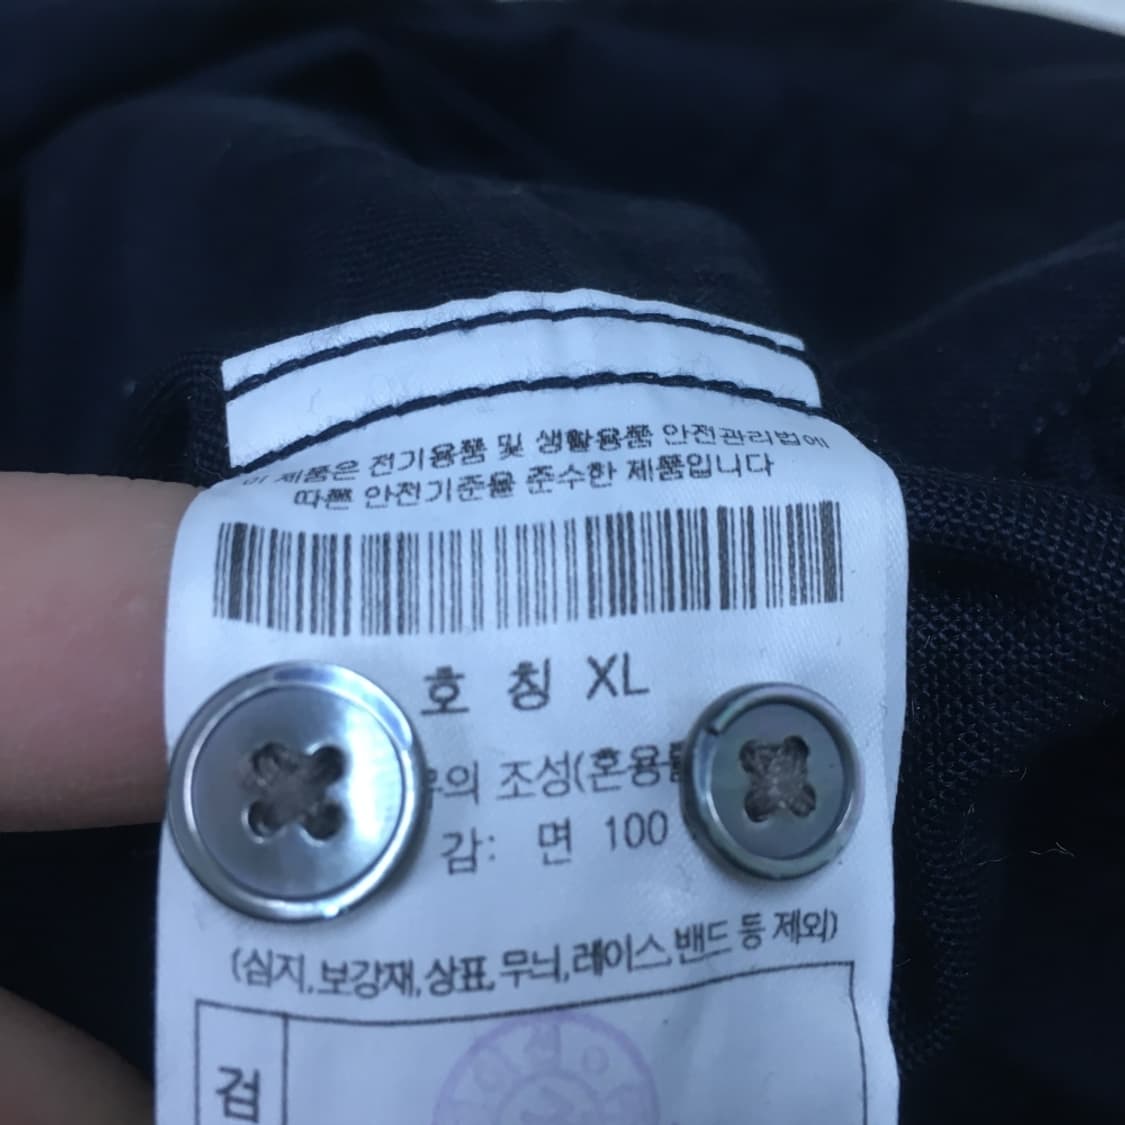 이 제품은 전기용품 및 생활용품 안전관리법에
따른 안전기준을 준수한 제품입니다
호 칭 XL
조성(혼용
감: 면 100
(심지,보강재,상표,무늬,레이스,밴드 등 제외)
검